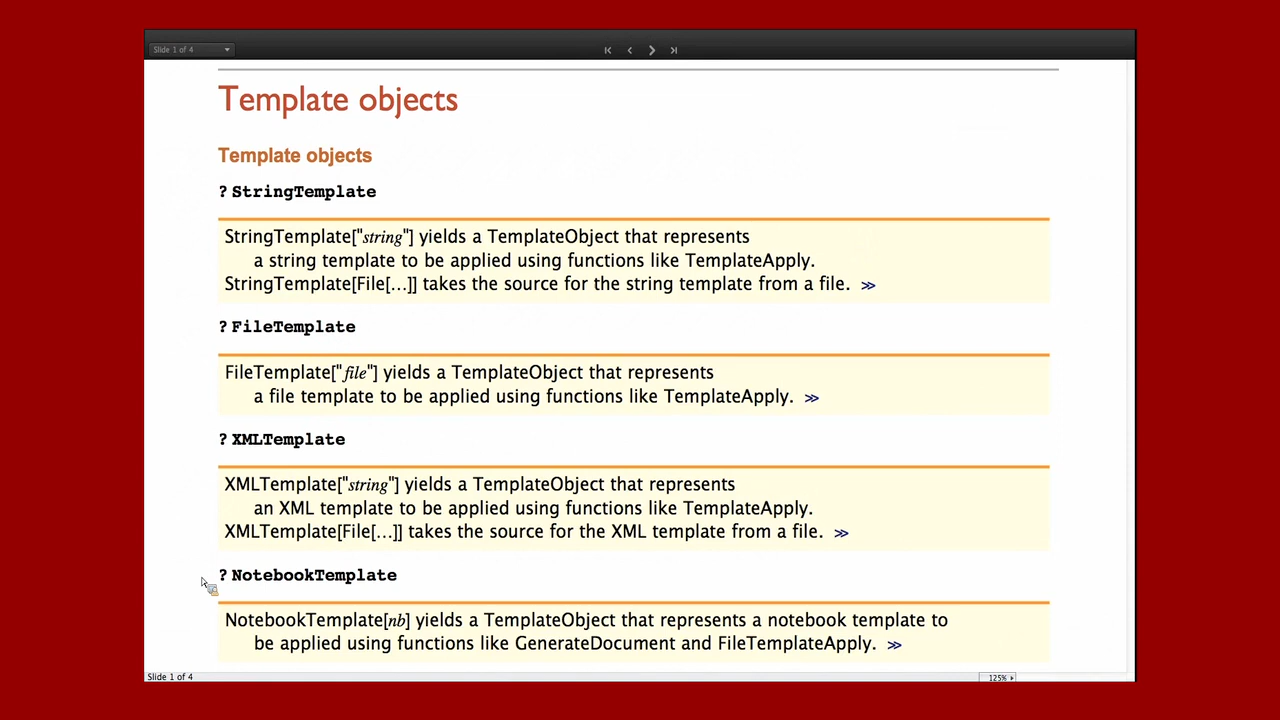 Slide 1 of 4
Template objects
Template objects
? StringTemplate
StringTemplate["string"] yields a TemplateObject that represents
a string template to be applied using functions like TemplateApply.
StringTemplate[File[…]] takes the source for the string template from a file. ≫
? FileTemplate
FileTemplate["file"] yields a TemplateObject that represents
a file template to be applied using functions like TemplateApply. ≫
? XMLTemplate
XMLTemplate["string"] yields a TemplateObject that represents
an XML template to be applied using functions like TemplateApply.
XMLTemplate[File[…]] takes the source for the XML template from a file. ≫
? NotebookTemplate
NotebookTemplate[nb] yields a TemplateObject that represents a notebook template to
be applied using functions like GenerateDocument and FileTemplateApply. ≫
Slide 1 of 4
125%